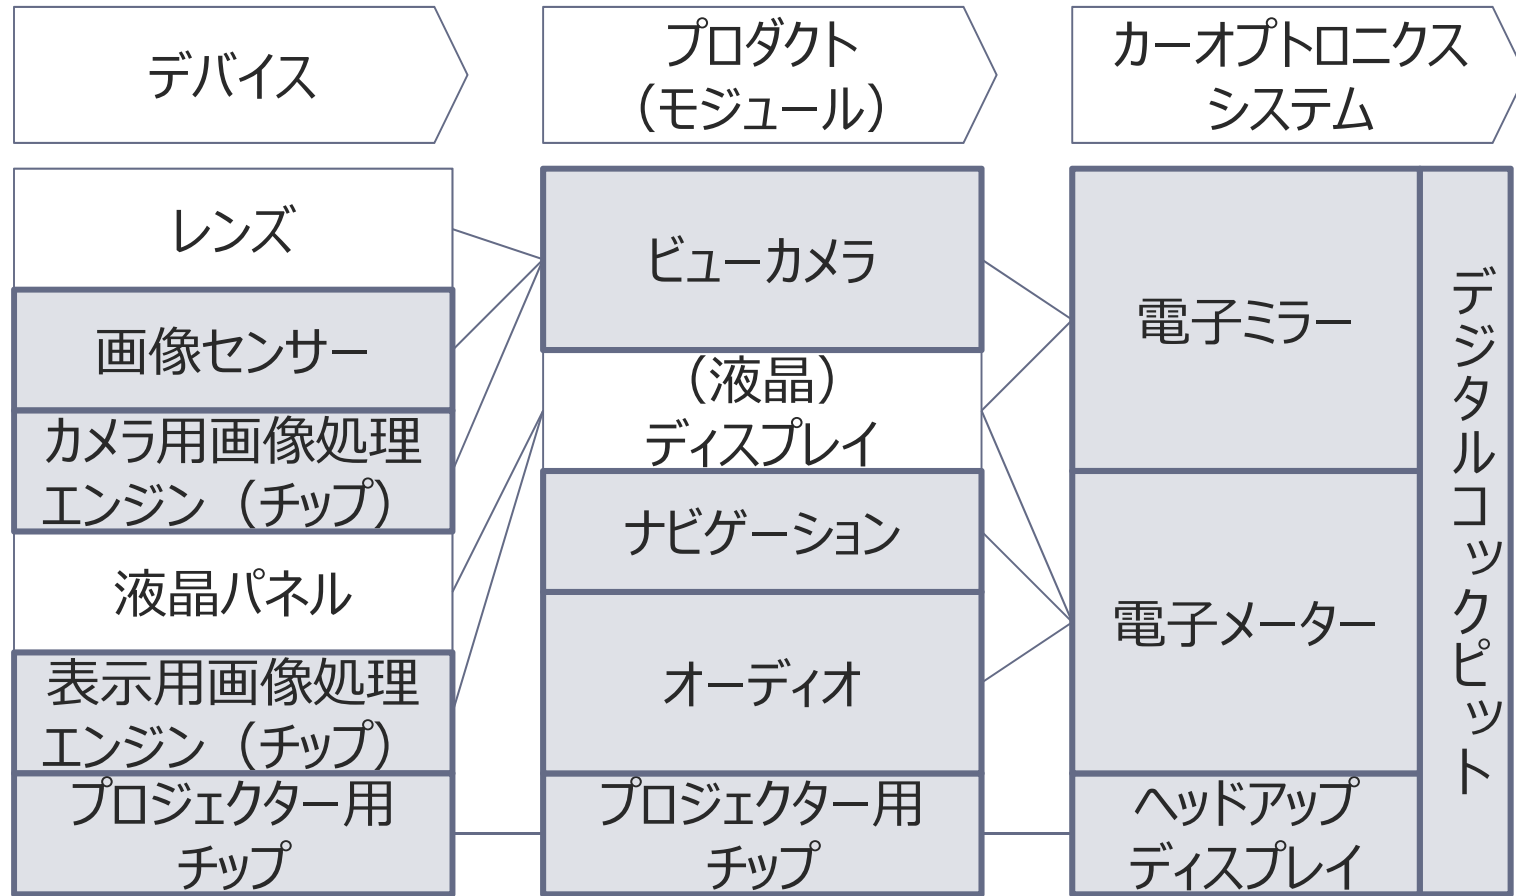 デバイス
プロダクト
（モジュール）
カーオプトロニクス
システム
レンズ
画像センサー
カメラ用画像処理
エンジン（チップ）
液晶パネル
表示用画像処理
エンジン（チップ）
プロジェクター用
チップ
ビューカメラ
（液晶）
ディスプレイ
ナビゲーション
オーディオ
プロジェクター用
チップ
電子ミラー
電子メーター
ヘッドアップ
ディスプレイ
デジタルコックピット